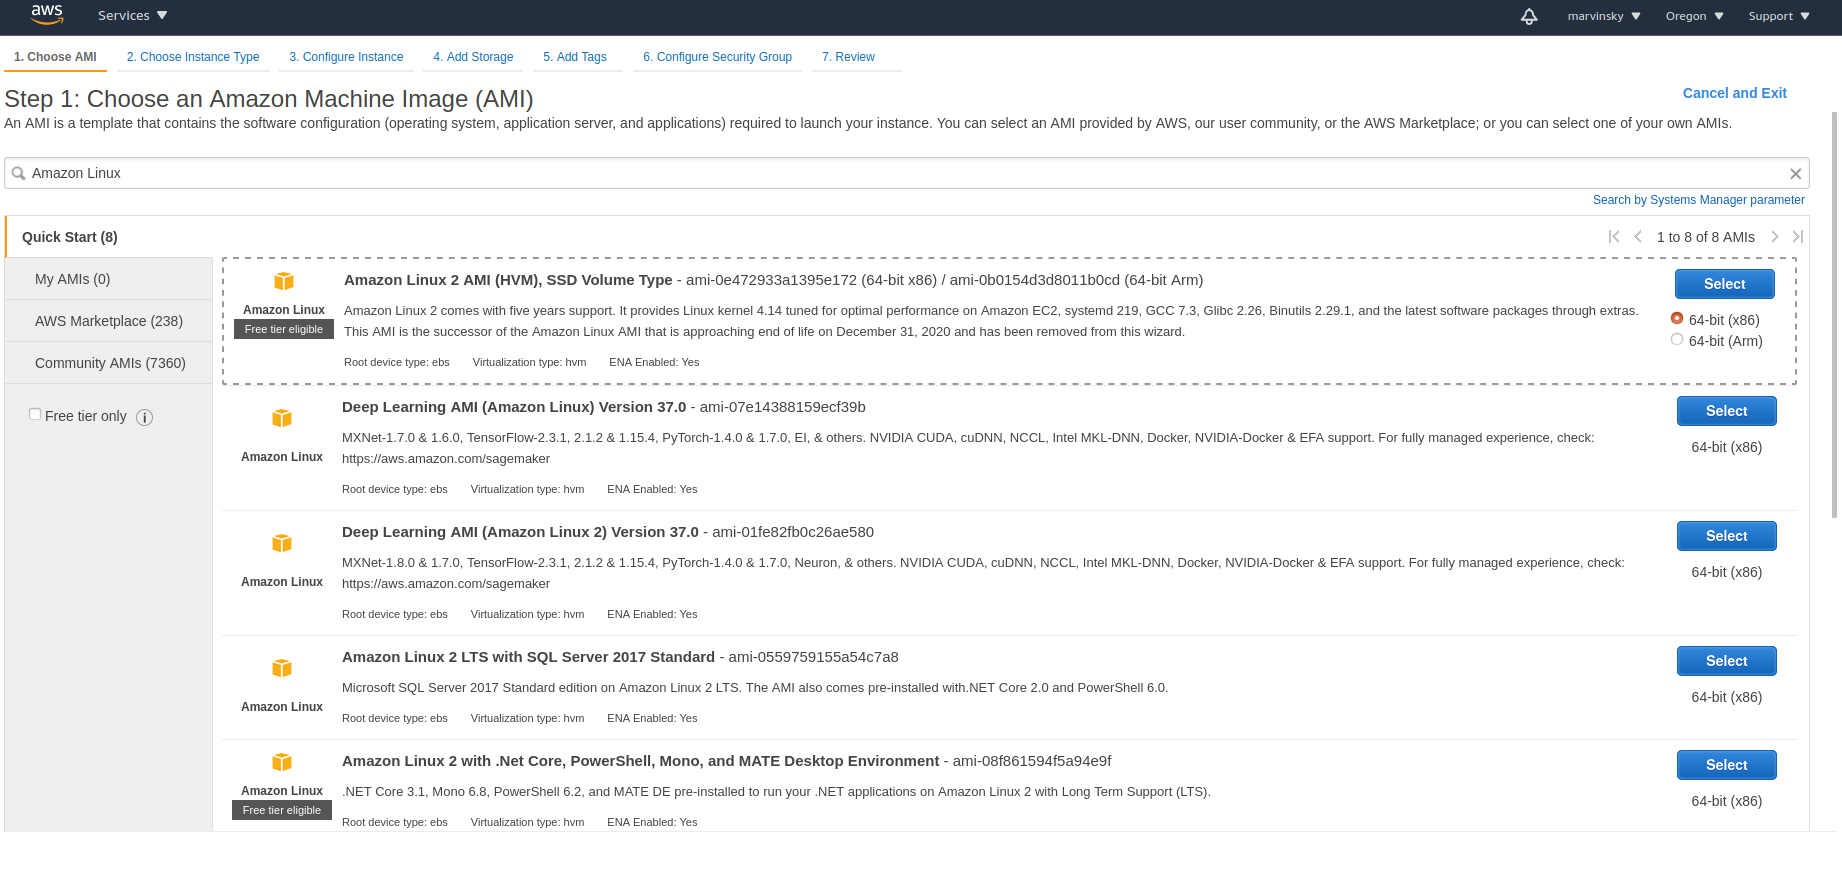 aws
Services
marvinsky
Oregon
Support
1. Choose AMI
2. Choose Instance Type
3. Configure Instance
4. Add Storage
5. Add Tags
6. Configure Security Group
7. Review
Step 1: Choose an Amazon Machine Image (AMI)
Cancel and Exit
An AMI is a template that contains the software configuration (operating system, application server, and applications) required to launch your instance. You can select an AMI provided by AWS, our user community, or the AWS Marketplace; or you can select one of your own AMIs.
Amazon Linux
Search by Systems Manager parameter
Quick Start (8)
1 to 8 of 8 AMIs
My AMIs (0)
AWS Marketplace (238)
Community AMIs (7360)
Free tier only
Amazon Linux
Free tier eligible
Amazon Linux 2 AMI (HVM), SSD Volume Type - ami-0e472933a1395e172 (64-bit x86) / ami-0b0154d3d8011b0cd (64-bit Arm)
Amazon Linux 2 comes with five years support. It provides Linux kernel 4.14 tuned for optimal performance on Amazon EC2, systemd 219, GCC 7.3, Glibc 2.26, Binutils 2.29.1, and the latest software packages through extras.
This AMI is the successor of the Amazon Linux AMI that is approaching end of life on December 31, 2020 and has been removed from this wizard.
Root device type: ebs Virtualization type: hvm ENA Enabled: Yes
Select
64-bit (x86)
64-bit (Arm)
Amazon Linux
Deep Learning AMI (Amazon Linux) Version 37.0 - ami-07e14388159ecf39b
MXNet-1.7.0 & 1.6.0, TensorFlow-2.3.1, 2.1.2 & 1.15.4, PyTorch-1.4.0 & 1.7.0, EI, & others. NVIDIA CUDA, cuDNN, NCCL, Intel MKL-DNN, Docker, NVIDIA-Docker & EFA support. For fully managed experience, check:
https://aws.amazon.com/sagemaker
Root device type: ebs Virtualization type: hvm ENA Enabled: Yes
Select
64-bit (x86)
Amazon Linux
Deep Learning AMI (Amazon Linux 2) Version 37.0 - ami-01fe82fb0c26ae580
MXNet-1.8.0 & 1.7.0, TensorFlow-2.3.1, 2.1.2 & 1.15.4, PyTorch-1.4.0 & 1.7.0, Neuron, & others. NVIDIA CUDA, cuDNN, NCCL, Intel MKL-DNN, Docker, NVIDIA-Docker & EFA support. For fully managed experience, check:
https://aws.amazon.com/sagemaker
Root device type: ebs Virtualization type: hvm ENA Enabled: Yes
Select
64-bit (x86)
Amazon Linux
Amazon Linux 2 LTS with SQL Server 2017 Standard - ami-0559759155a54c7a8
Microsoft SQL Server 2017 Standard edition on Amazon Linux 2 LTS. The AMI also comes pre-installed with.NET Core 2.0 and PowerShell 6.0.
Root device type: ebs Virtualization type: hvm ENA Enabled: Yes
Select
64-bit (x86)
Amazon Linux
Free tier eligible
Amazon Linux 2 with .Net Core, PowerShell, Mono, and MATE Desktop Environment - ami-08f861594f5a94e9f
.NET Core 3.1, Mono 6.8, PowerShell 6.2, and MATE DE pre-installed to run your .NET applications on Amazon Linux 2 with Long Term Support (LTS).
Root device type: ebs Virtualization type: hvm ENA Enabled: Yes
Select
64-bit (x86)